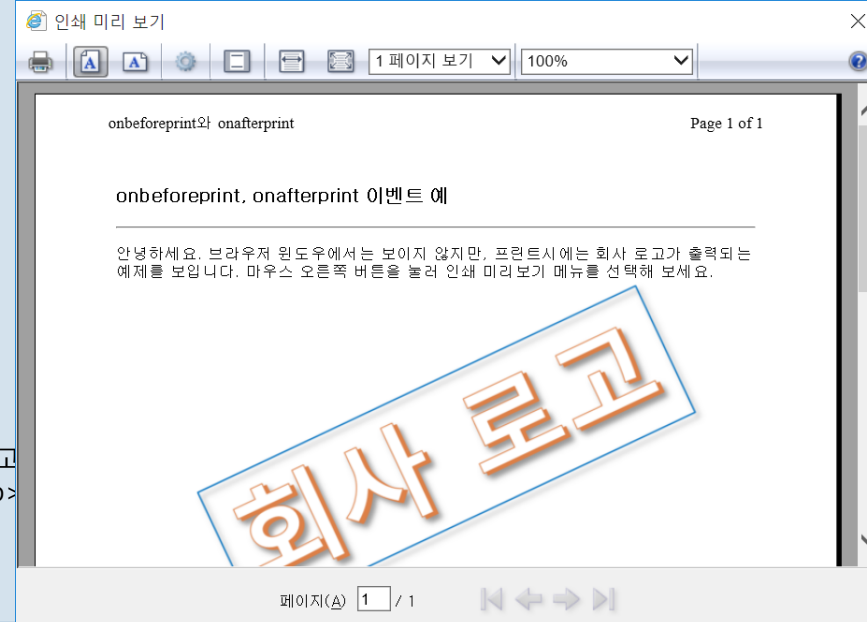 인쇄 미리 보기
1 페이지 보기 100%
onbeforeprint와 onafterprint Page 1 of 1
onbeforeprint, onafterprint 이벤트 예
안녕하세요. 브라우저 윈도우에서는 보이지 않지만, 프린트시에는 회사 로고가 출력되는
예제를 보입니다. 마우스 오른쪽 버튼을 눌러 인쇄 미리보기 메뉴를 선택해 보세요.
회사 로고
페이지(A) 1 / 1